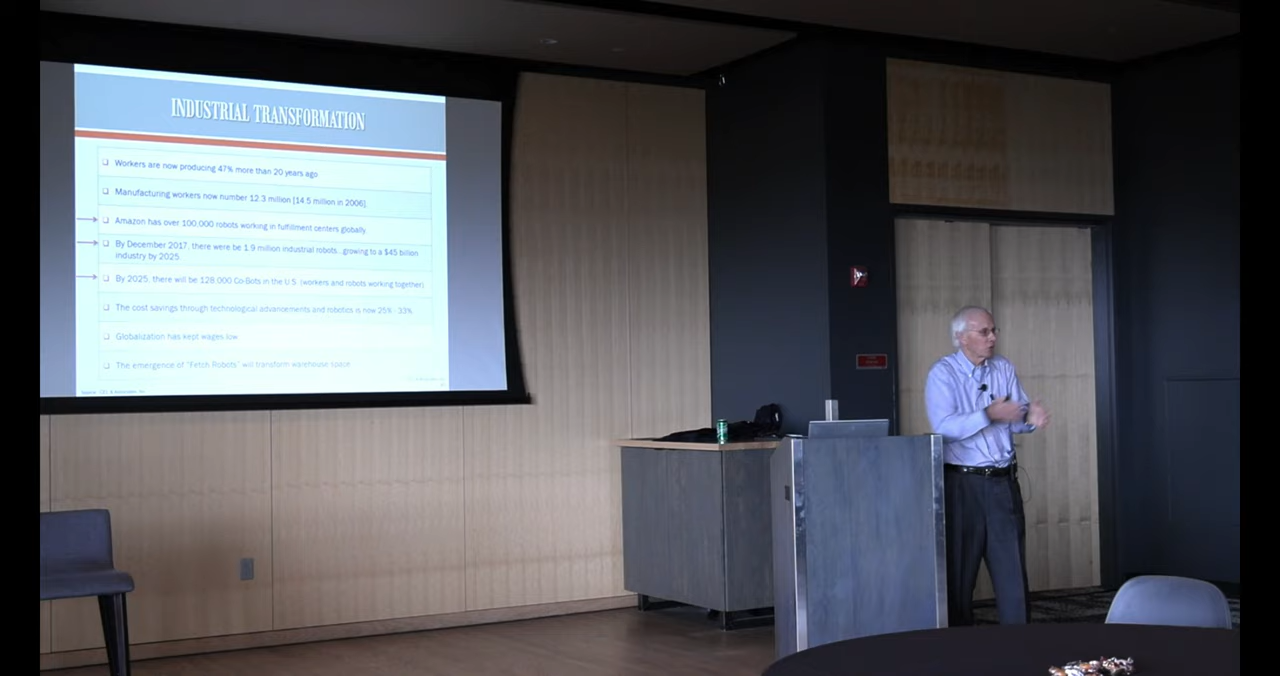 INDUSTRIAL TRANSFORMATION
Workers are now producing 47% more than 20 years ago
Manufacturing workers now number 12.3 million [14.5 million in 2006]
Amazon has over 100,000 robots working in fulfillment centers globally
By December 2017, there were be 1.9 million industrial robots...growing to a $45 billion
industry by 2025
By 2025, there will be 128,000 Co-Bots in the U.S. (workers and robots working together)
The cost savings through technological advancements and robotics is now 25% - 33%
Globalization has kept wages low
The emergence of "Fetch Robots" will transform warehouse space